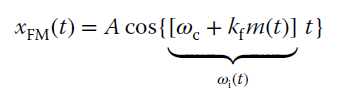 x_FM(t) = A cos{[ω_c + k_f m(t)] t}
ω_i(t)